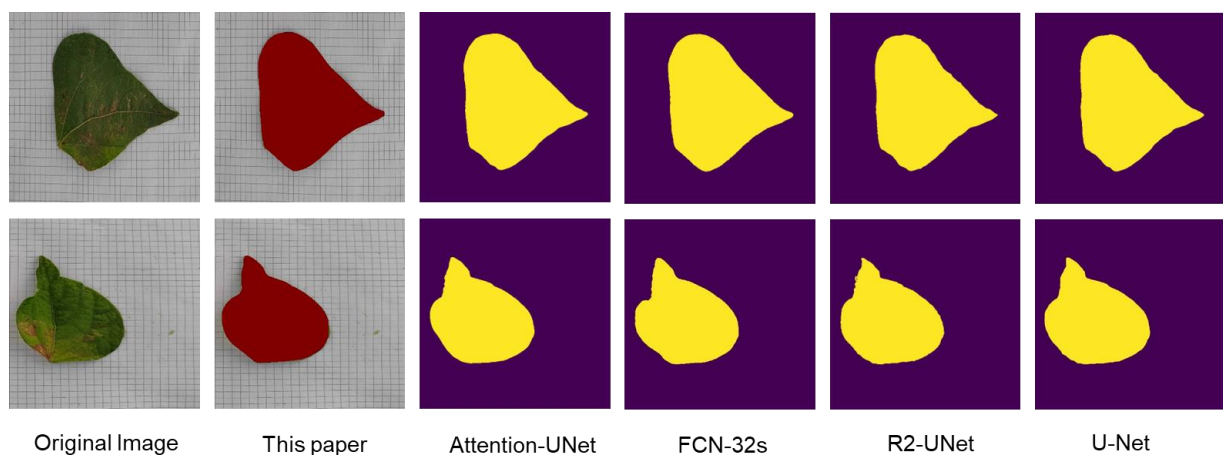 Original Image
This paper
Attention-UNet
FCN-32s
R2-UNet
U-Net